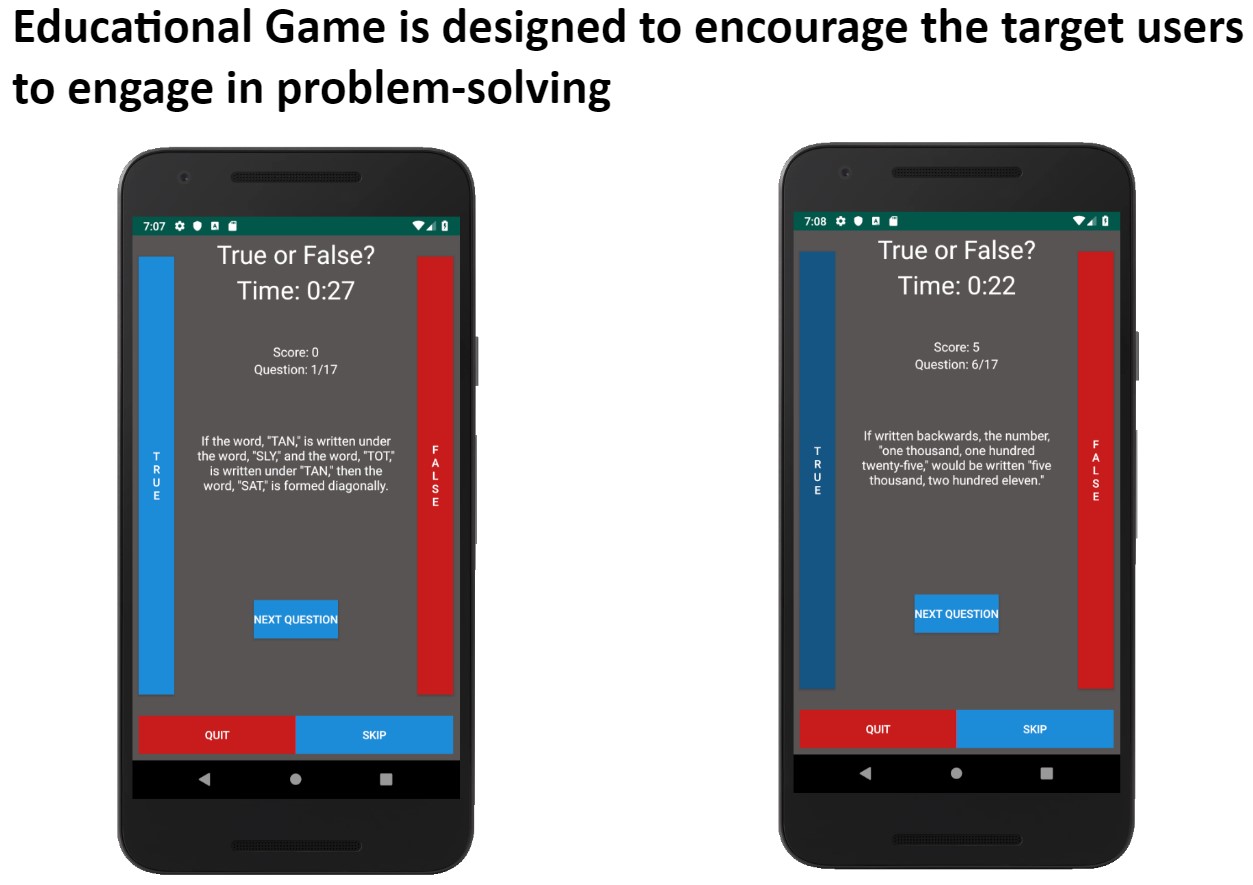 Educational Game is designed to encourage the target users
to engage in problem-solving
7:07
True or False?
Time: 0:27
Score: 0
Question: 1/17
If the word, "TAN," is written under
the word, "SLY," and the word, "TOT,"
is written under "TAN," then the
word, "SAT," is formed diagonally.
TRUE
FALSE
NEXT QUESTION
QUIT
SKIP
7:08
True or False?
Time: 0:22
Score: 5
Question: 6/17
If written backwards, the number,
"one thousand, one hundred
twenty-five," would be written "five
thousand, two hundred eleven."
TRUE
FALSE
NEXT QUESTION
QUIT
SKIP